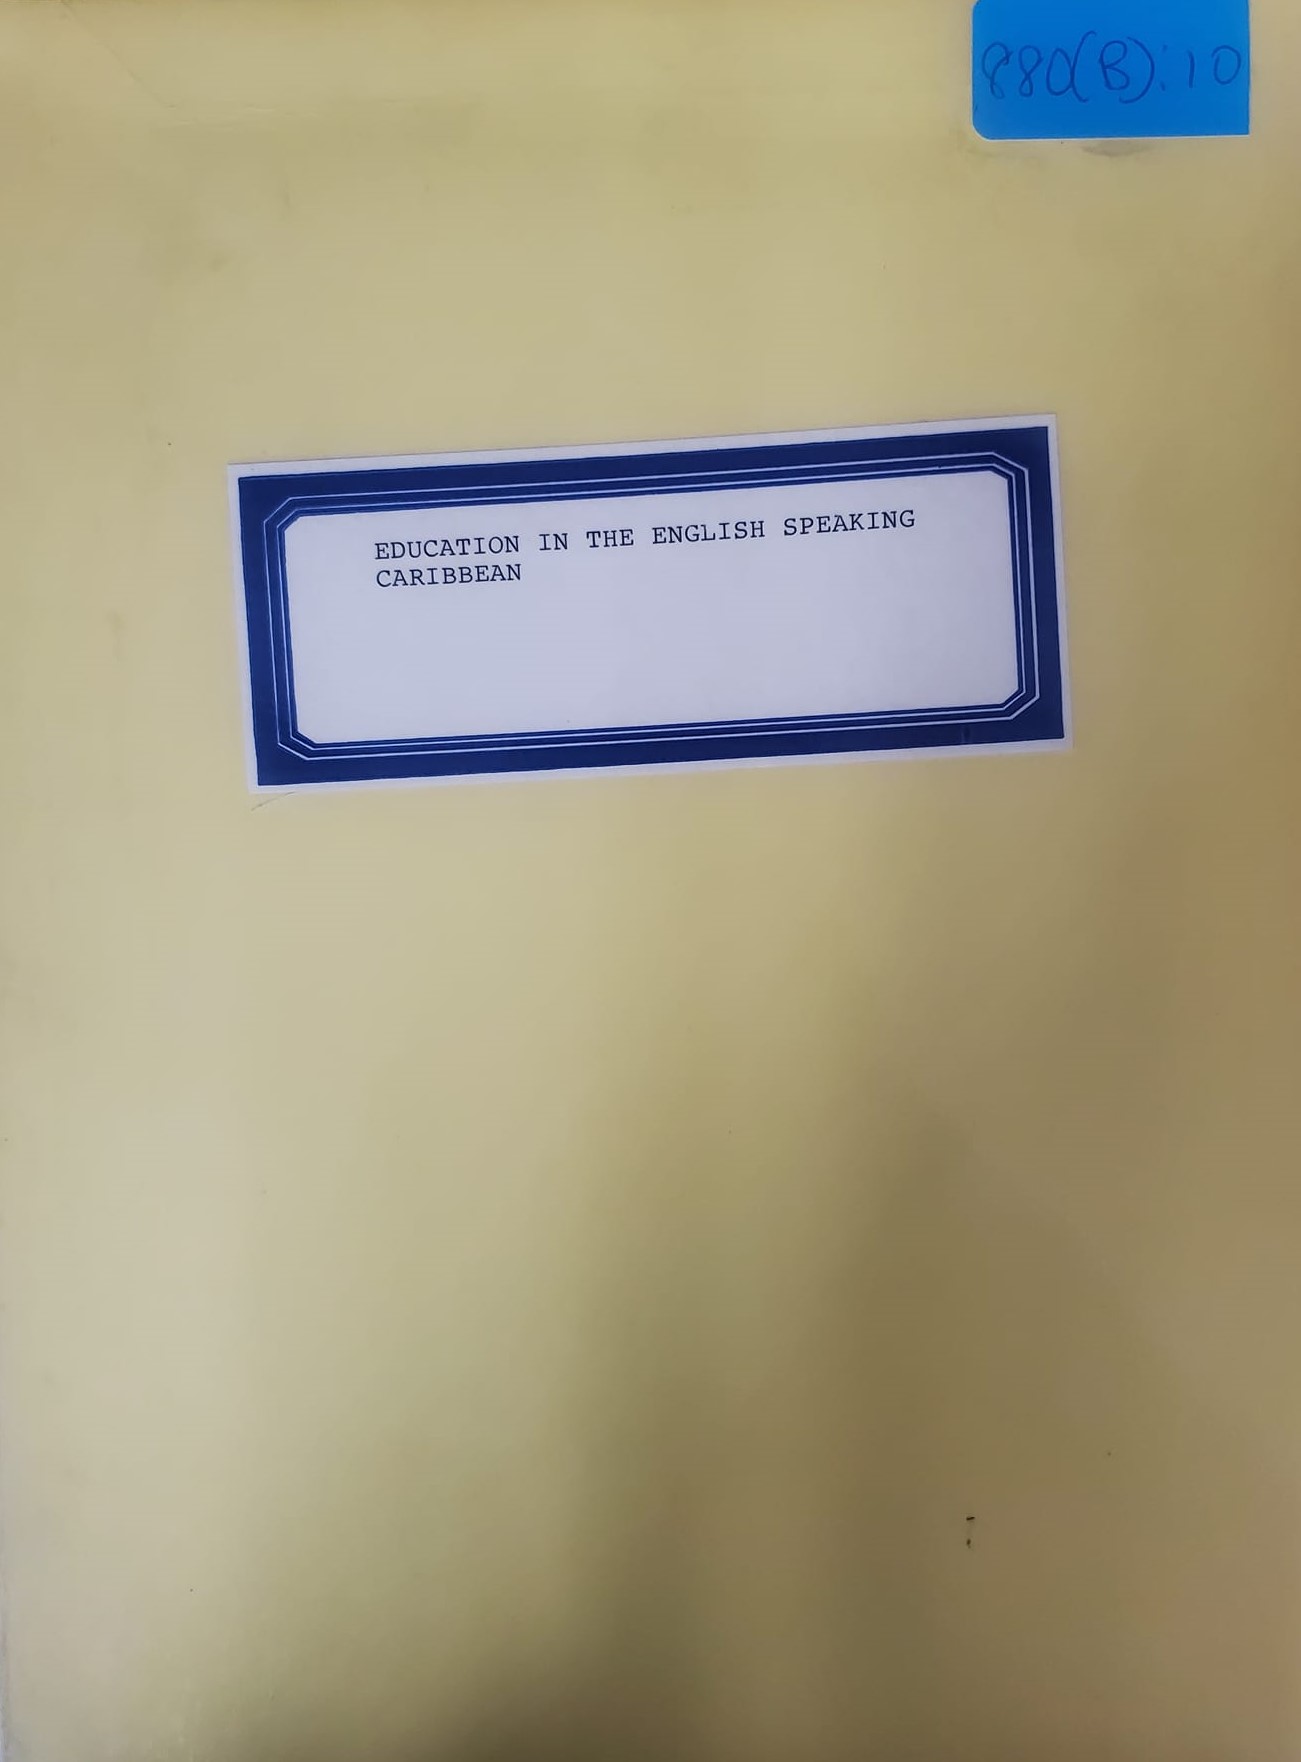 880(B):10
EDUCATION IN THE ENGLISH SPEAKING
CARIBBEAN